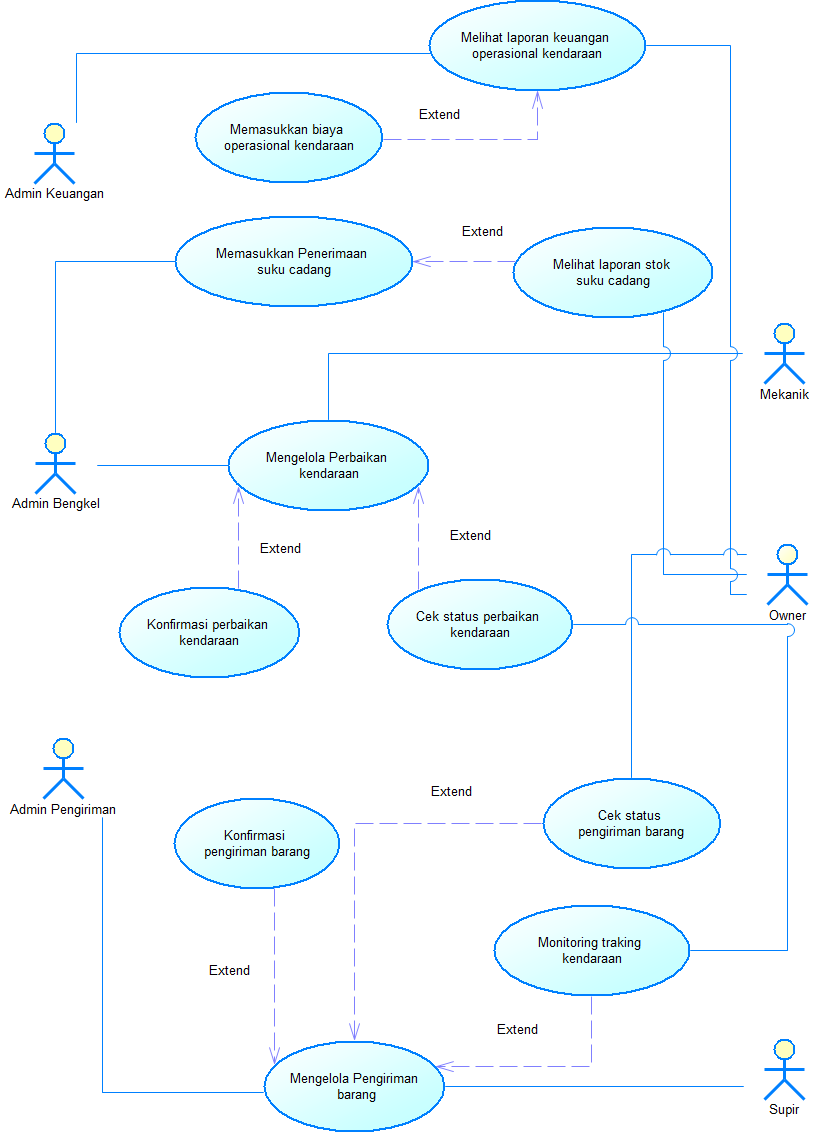 Melihat laporan keuangan
operasional kendaraan
Extend
Memasukkan biaya
operasional kendaraan
Admin Keuangan
Memasukkan Penerimaan
suku cadang
Extend
Melihat laporan stok
suku cadang
Mekanik
Mengelola Perbaikan
kendaraan
Admin Bengkel
Extend
Extend
Konfirmasi perbaikan
kendaraan
Cek status perbaikan
kendaraan
Owner
Admin Pengiriman
Extend
Konfirmasi
pengiriman barang
Cek status
pengiriman barang
Monitoring traking
kendaraan
Extend
Extend
Mengelola Pengiriman
barang
Supir